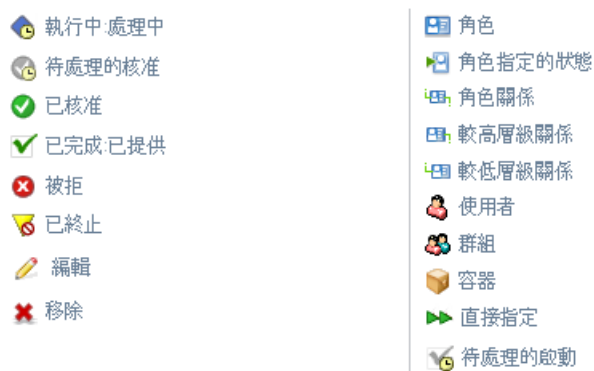 執行中:處理中
待處理的核准
已核准
已完成:已提供
被拒
已終止
編輯
移除
角色
角色指定的狀態
角色關係
較高層級關係
較低層級關係
使用者
群組
容器
直接指定
待處理的啟動